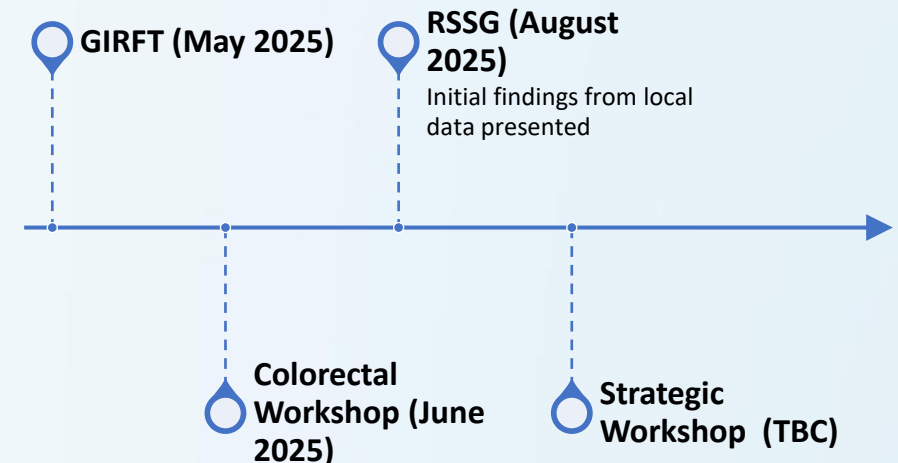 GIRFT (May 2025)
RSSG (August
2025)
Initial findings from local
data presented
Colorectal
Workshop (June
2025)
Strategic
Workshop (TBC)